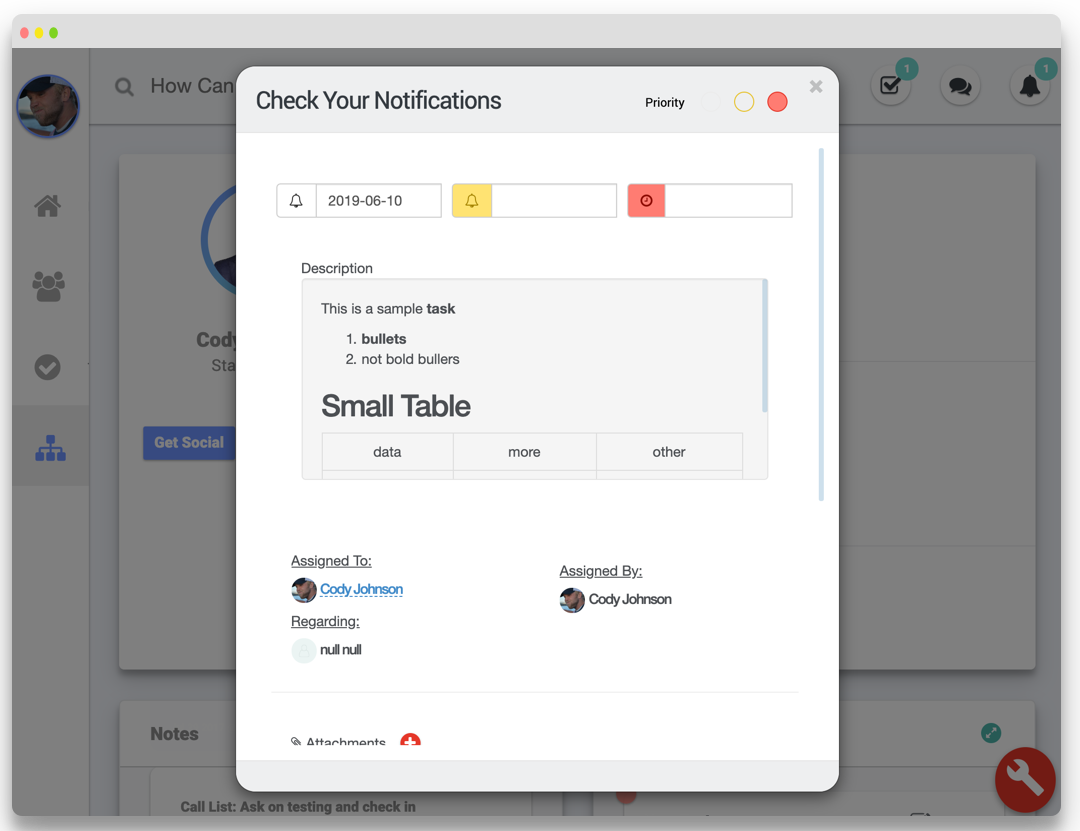 How Can
1
1
Check Your Notifications
Priority
×
2019-06-10
Description
This is a sample task
1. bullets
2. not bold bullers
Small Table
data more other
Cody
Sta
Get Social
Assigned To:
Cody Johnson
Assigned By:
Cody Johnson
Regarding:
null null
Attachments
Notes
Call List: Ask on testing and check in